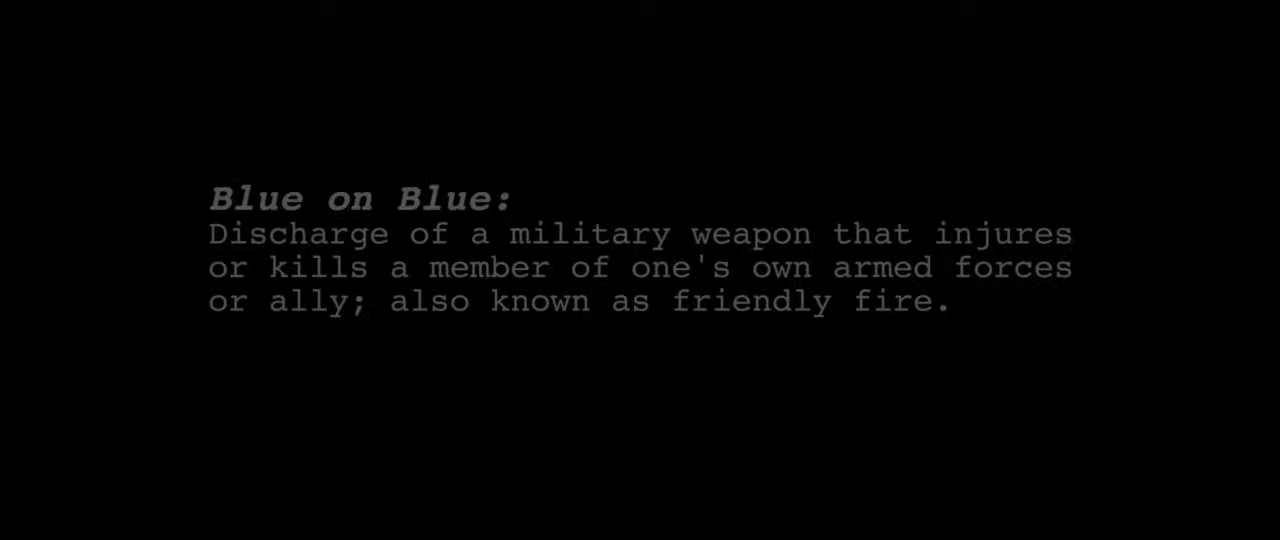 Blue on Blue:
Discharge of a military weapon that injures
or kills a member of one's own armed forces
or ally; also known as friendly fire.